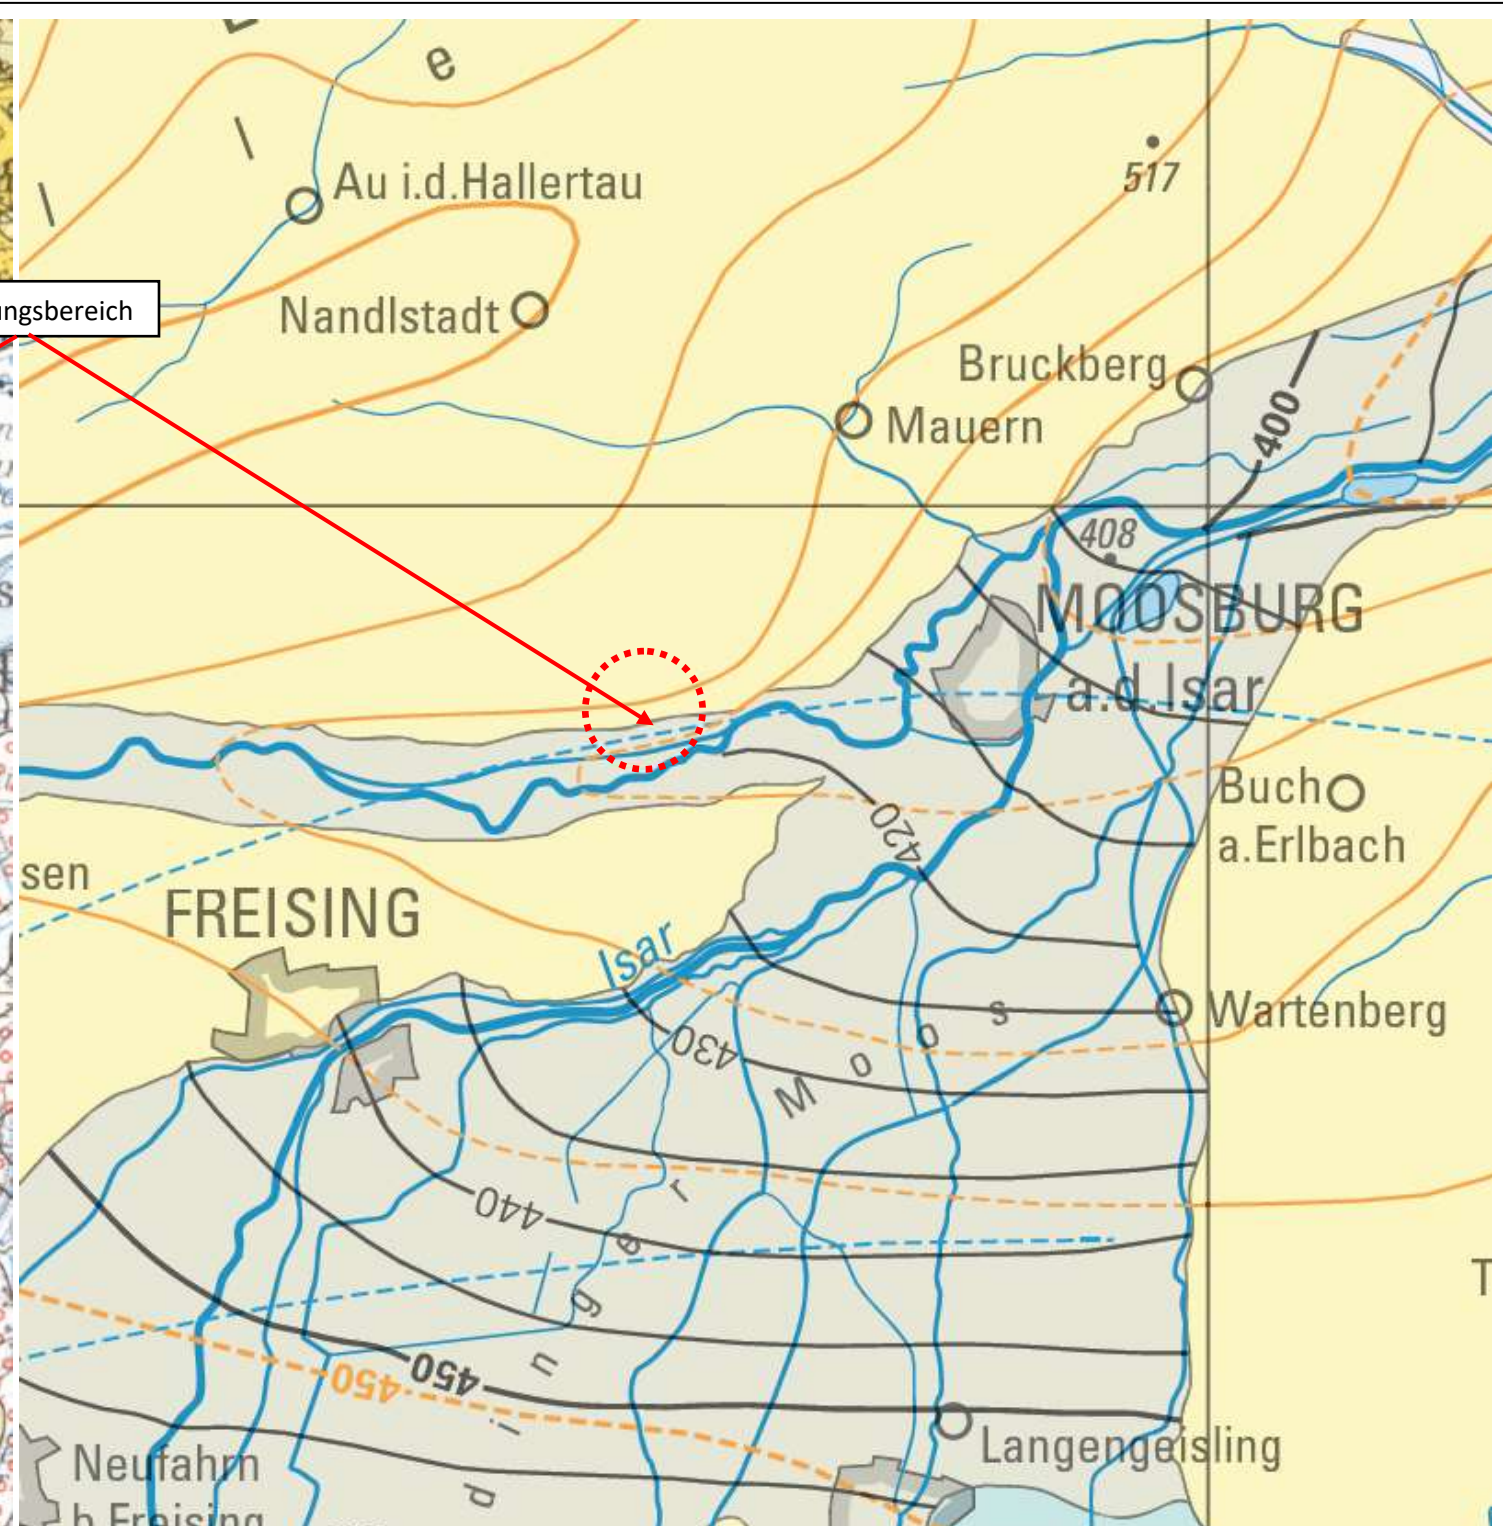 e
l
l
517
Au i.d.Hallertau
ungsbereich
Nandlstadt
Bruckberg
Mauern
400
408
MOOSBURG
a.d.Isar
Buch
a.Erlbach
420
sen
FREISING
Isar
Wartenberg
430
M o o s
440
d i n g e r
450
450
Langengeisling
Neufahrn
b.Freising
T